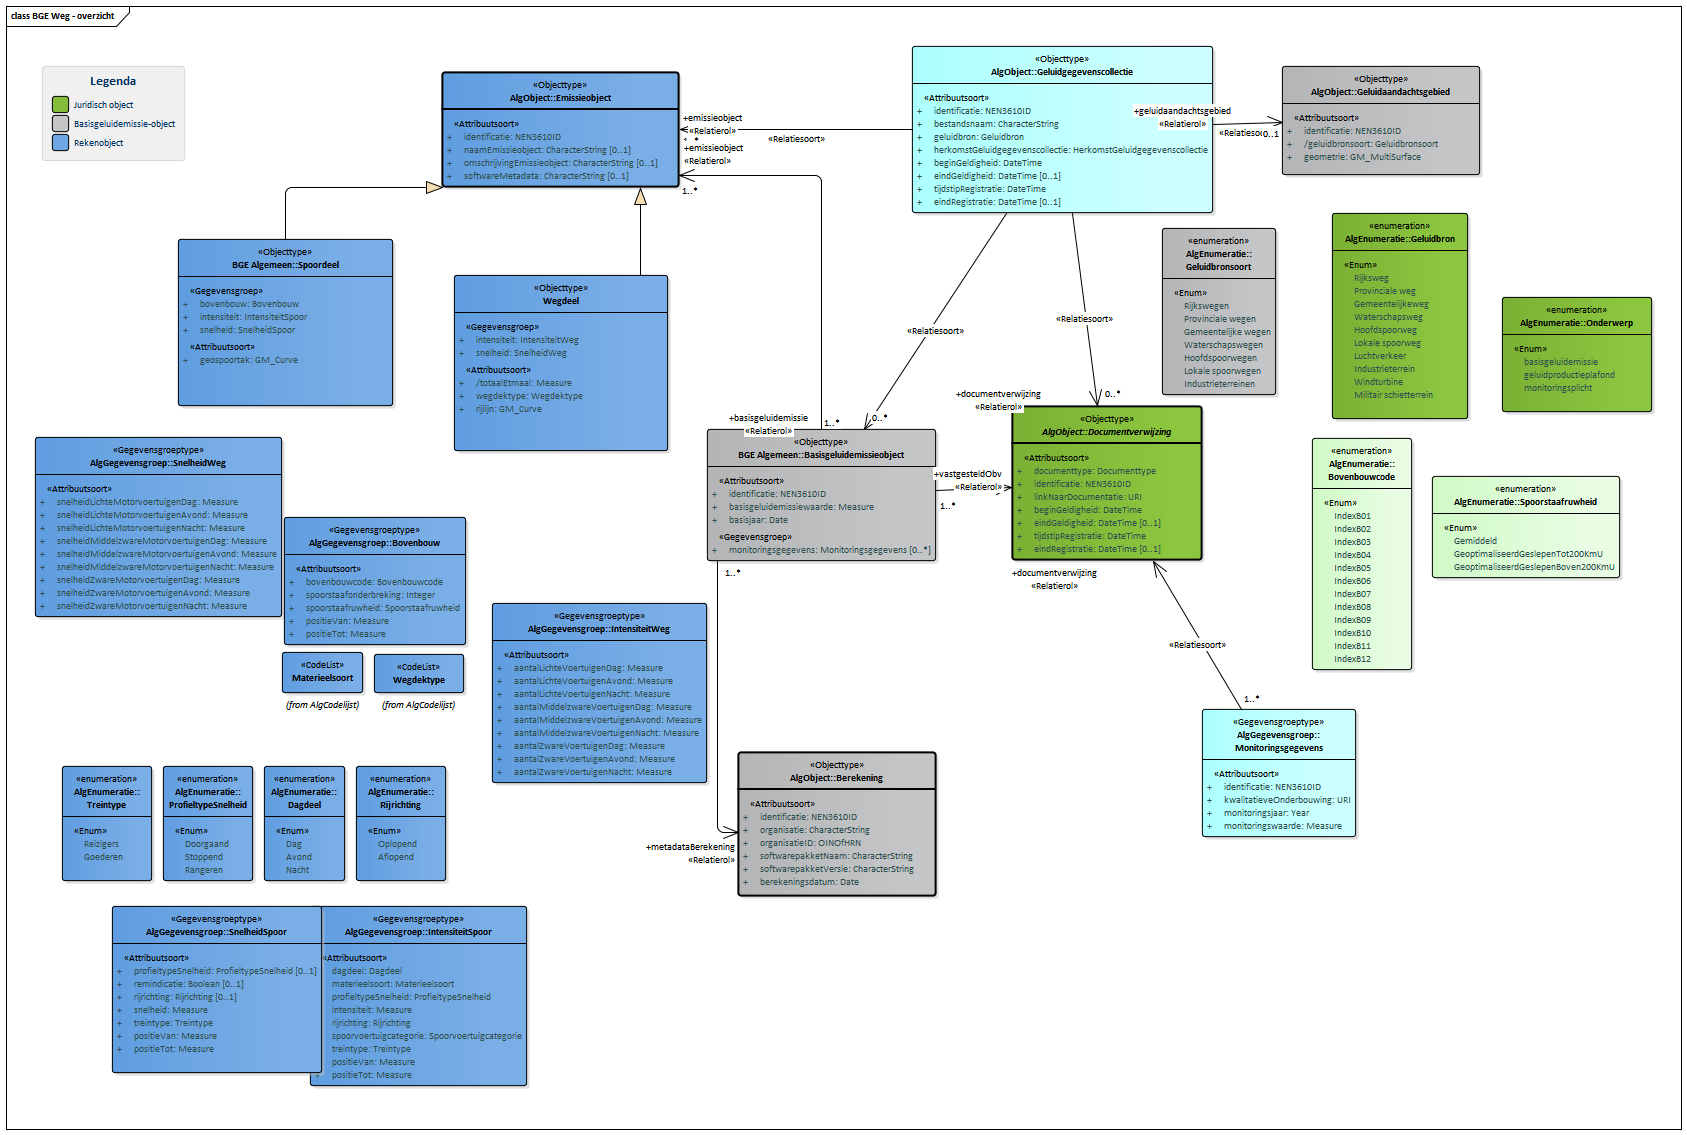 class BGE Weg - overzicht
Legenda
Juridisch object
Basisgeluidemissie-object
Rekenobject
«Objecttype»
AlgObject::Emissieobject
«Attribuutsoort»
+ identificatie: NEN3610ID
+ naamEmissieobject: CharacterString [0..1]
+ omschrijvingEmissieobject: CharacterString [0..1]
+ softwareMetadata: CharacterString [0..1]
+emissieobject
«Relatierol»
1..*
+emissieobject
«Relatierol»
1..*
«Relatiesoort»
«Objecttype»
AlgObject::Geluidgegevenscollectie
«Attribuutsoort»
+ identificatie: NEN3610ID
+ bestandsnaam: CharacterString
+ geluidbron: Geluidbron
+ herkomstGeluidgegevenscollectie: HerkomstGeluidgegevenscollectie
+ beginGeldigheid: DateTime
+ eindGeldigheid: DateTime [0..1]
+ tijdstipRegistratie: DateTime
+ eindRegistratie: DateTime [0..1]
+geluidaandachtsgebied
«Relatierol»
«Relatieso
0..1
«Objecttype»
AlgObject::Geluidaandachtsgebied
«Attribuutsoort»
+ identificatie: NEN3610ID
+ /geluidbronsoort: Geluidbronsoort
+ geometrie: GM_MultiSurface
«Objecttype»
BGE Algemeen::Spoordeel
«Gegevensgroep»
+ bovenbouw: Bovenbouw
+ intensiteit: IntensiteitSpoor
+ snelheid: SnelheidSpoor
«Attribuutsoort»
+ geospoortak: GM_Curve
«Objecttype»
Wegdeel
«Gegevensgroep»
+ intensiteit: IntensiteitWeg
+ snelheid: SnelheidWeg
«Attribuutsoort»
+ /totaalEtmaal: Measure
+ wegdektype: Wegdektype
+ rijlijn: GM_Curve
«enumeration»
AlgEnumeratie::
Geluidbronsoort
«Enum»
Rijkswegen
Provinciale wegen
Gemeentelijke wegen
Waterschapswegen
Hoofdspoorwegen
Lokale spoorwegen
Industrieterreinen
«enumeration»
AlgEnumeratie::Geluidbron
«Enum»
Rijksweg
Provinciale weg
Gemeentelijkeweg
Waterschapsweg
Hoofdspoorweg
Lokale spoorweg
Luchtverkeer
Industrieterrein
Windturbine
Militair schietterrein
«enumeration»
AlgEnumeratie::Onderwerp
«Enum»
basisgeluidemissie
geluidproductieplafond
monitoringsplicht
«Relatiesoort»
«Relatiesoort»
+basisgeluidemissie
«Relatierol»
1..*
0..*
+documentverwijzing
«Relatierol»
0..*
«Objecttype»
BGE Algemeen::Basisgeluidemissieobject
«Attribuutsoort»
+ identificatie: NEN3610ID
+ basisgeluidemissiewaarde: Measure
+ basisjaar: Date
«Gegevensgroep»
+ monitoringsgegevens: Monitoringsgegevens [0..*]
+vastgesteldObv
«Relatierol»
1..*
1..*
«Objecttype»
AlgObject::Documentverwijzing
«Attribuutsoort»
+ documenttype: Documenttype
+ identificatie: NEN3610ID
+ linkNaarDocumentatie: URI
+ beginGeldigheid: DateTime
+ eindGeldigheid: DateTime [0..1]
+ tijdstipRegistratie: DateTime
+ eindRegistratie: DateTime [0..1]
+documentverwijzing
«Relatierol»
«Relatiesoort»
1..*
«enumeration»
AlgEnumeratie::
Bovenbouwcode
«Enum»
IndexB01
IndexB02
IndexB03
IndexB04
IndexB05
IndexB06
IndexB07
IndexB08
IndexB09
IndexB10
IndexB11
IndexB12
«enumeration»
AlgEnumeratie::Spoorstaafruwheid
«Enum»
Gemiddeld
GeoptimaliseerdGeslepenTot200KmU
GeoptimaliseerdGeslepenBoven200KmU
«Gegevensgroeptype»
AlgGegevensgroep::SnelheidWeg
«Attribuutsoort»
+ snelheidLichteMotorvoertuigenDag: Measure
+ snelheidLichteMotorvoertuigenAvond: Measure
+ snelheidLichteMotorvoertuigenNacht: Measure
+ snelheidMiddelzwareMotorvoertuigenDag: Measure
+ snelheidMiddelzwareMotorvoertuigenAvond: Measure
+ snelheidMiddelzwareMotorvoertuigenNacht: Measure
+ snelheidZwareMotorvoertuigenDag: Measure
+ snelheidZwareMotorvoertuigenAvond: Measure
+ snelheidZwareMotorvoertuigenNacht: Measure
«Gegevensgroeptype»
AlgGegevensgroep::Bovenbouw
«Attribuutsoort»
+ bovenbouwcode: Bovenbouwcode
+ spoorstaafonderbreking: Integer
+ spoorstaafruwheid: Spoorstaafruwheid
+ positieVan: Measure
+ positieTot: Measure
«CodeList»
Materieelsoort
(from AlgCodelijst)
«CodeList»
Wegdektype
(from AlgCodelijst)
«Gegevensgroeptype»
AlgGegevensgroep::IntensiteitWeg
«Attribuutsoort»
+ aantalLichteVoertuigenDag: Measure
+ aantalLichteVoertuigenAvond: Measure
+ aantalLichteVoertuigenNacht: Measure
+ aantalMiddelzwareVoertuigenDag: Measure
+ aantalMiddelzwareVoertuigenAvond: Measure
+ aantalMiddelzwareVoertuigenNacht: Measure
+ aantalZwareVoertuigenDag: Measure
+ aantalZwareVoertuigenAvond: Measure
+ aantalZwareVoertuigenNacht: Measure
«Gegevensgroeptype»
AlgGegevensgroep::
Monitoringsgegevens
«Attribuutsoort»
+ identificatie: NEN3610ID
+ kwalitatieveOnderbouwing: URI
+ monitoringsjaar: Year
+ monitoringswaarde: Measure
«Objecttype»
AlgObject::Berekening
«Attribuutsoort»
+ identificatie: NEN3610ID
+ organisatie: CharacterString
+ organisatieID: OINOfHRN
+ softwarepakketNaam: CharacterString
+ softwarepakketVersie: CharacterString
+ berekeningsdatum: Date
+metadataBerekening
«Relatierol»
«enumeration»
AlgEnumeratie::
Treintype
«Enum»
Reizigers
Goederen
«enumeration»
AlgEnumeratie::
ProfieltypeSnelheid
«Enum»
Doorgaand
Stoppend
Rangeren
«enumeration»
AlgEnumeratie::
Dagdeel
«Enum»
Dag
Avond
Nacht
«enumeration»
AlgEnumeratie::
Rijrichting
«Enum»
Oplopend
Aflopend
«Gegevensgroeptype»
AlgGegevensgroep::SnelheidSpoor
«Attribuutsoort»
+ profieltypeSnelheid: ProfieltypeSnelheid [0..1]
+ remindicatie: Boolean [0..1]
+ rijrichting: Rijrichting [0..1]
+ snelheid: Measure
+ treintype: Treintype
+ positieVan: Measure
+ positieTot: Measure
«Gegevensgroeptype»
AlgGegevensgroep::IntensiteitSpoor
«Attribuutsoort»
dagdeel: Dagdeel
materieelsoort: Materieelsoort
profieltypeSnelheid: ProfieltypeSnelheid
intensiteit: Measure
rijrichting: Rijrichting
spoorvoertuigcategorie: Spoorvoertuigcategorie
treintype: Treintype
positieVan: Measure
+ positieTot: Measure